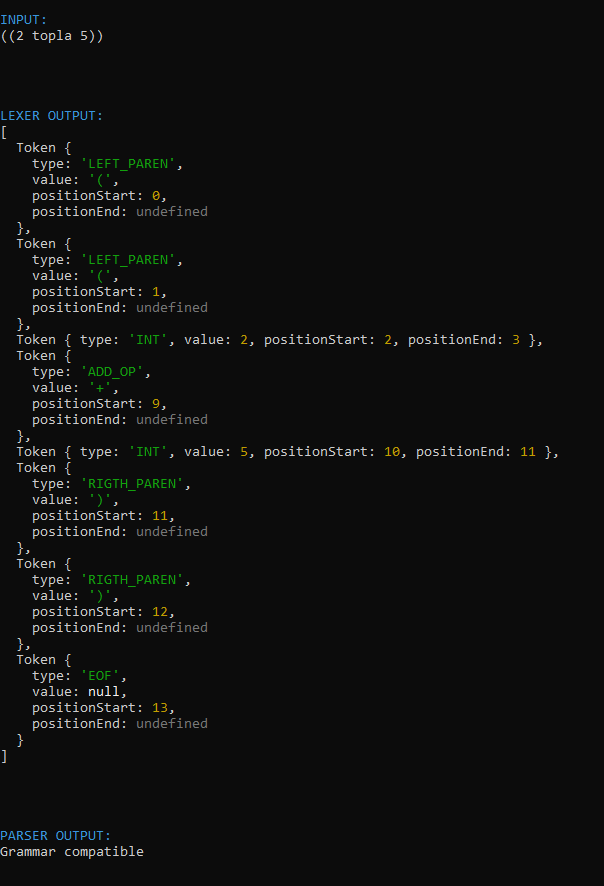 INPUT:
((2 topla 5))
LEXER OUTPUT:
[
  Token {
    type: 'LEFT_PAREN',
    value: '(',
    positionStart: 0,
    positionEnd: undefined
  },
  Token {
    type: 'LEFT_PAREN',
    value: '(',
    positionStart: 1,
    positionEnd: undefined
  },
  Token { type: 'INT', value: 2, positionStart: 2, positionEnd: 3 },
  Token {
    type: 'ADD_OP',
    value: '+',
    positionStart: 9,
    positionEnd: undefined
  },
  Token { type: 'INT', value: 5, positionStart: 10, positionEnd: 11 },
  Token {
    type: 'RIGTH_PAREN',
    value: ')',
    positionStart: 11,
    positionEnd: undefined
  },
  Token {
    type: 'RIGTH_PAREN',
    value: ')',
    positionStart: 12,
    positionEnd: undefined
  },
  Token {
    type: 'EOF',
    value: null,
    positionStart: 13,
    positionEnd: undefined
  }
]
PARSER OUTPUT:
Grammar compatible